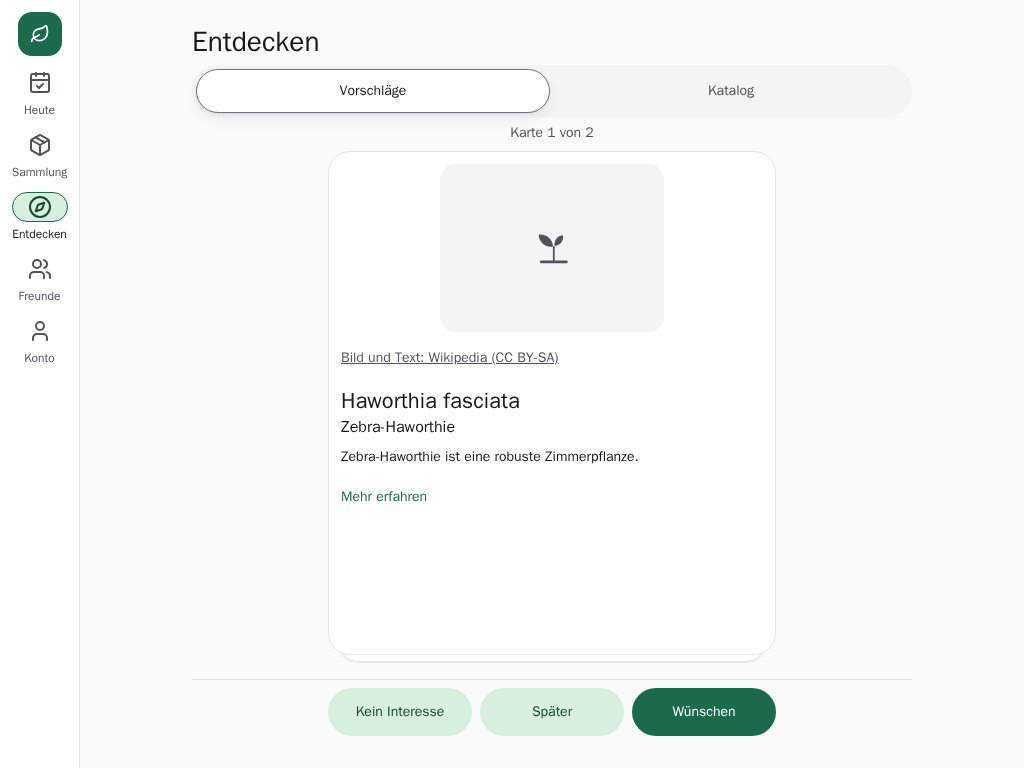 Entdecken
Heute
Sammlung
Entdecken
Freunde
Konto
Vorschläge
Katalog
Karte 1 von 2
Bild und Text: Wikipedia (CC BY-SA)
Haworthia fasciata
Zebra-Haworthie
Zebra-Haworthie ist eine robuste Zimmerpflanze.
Mehr erfahren
Kein Interesse
Später
Wünschen